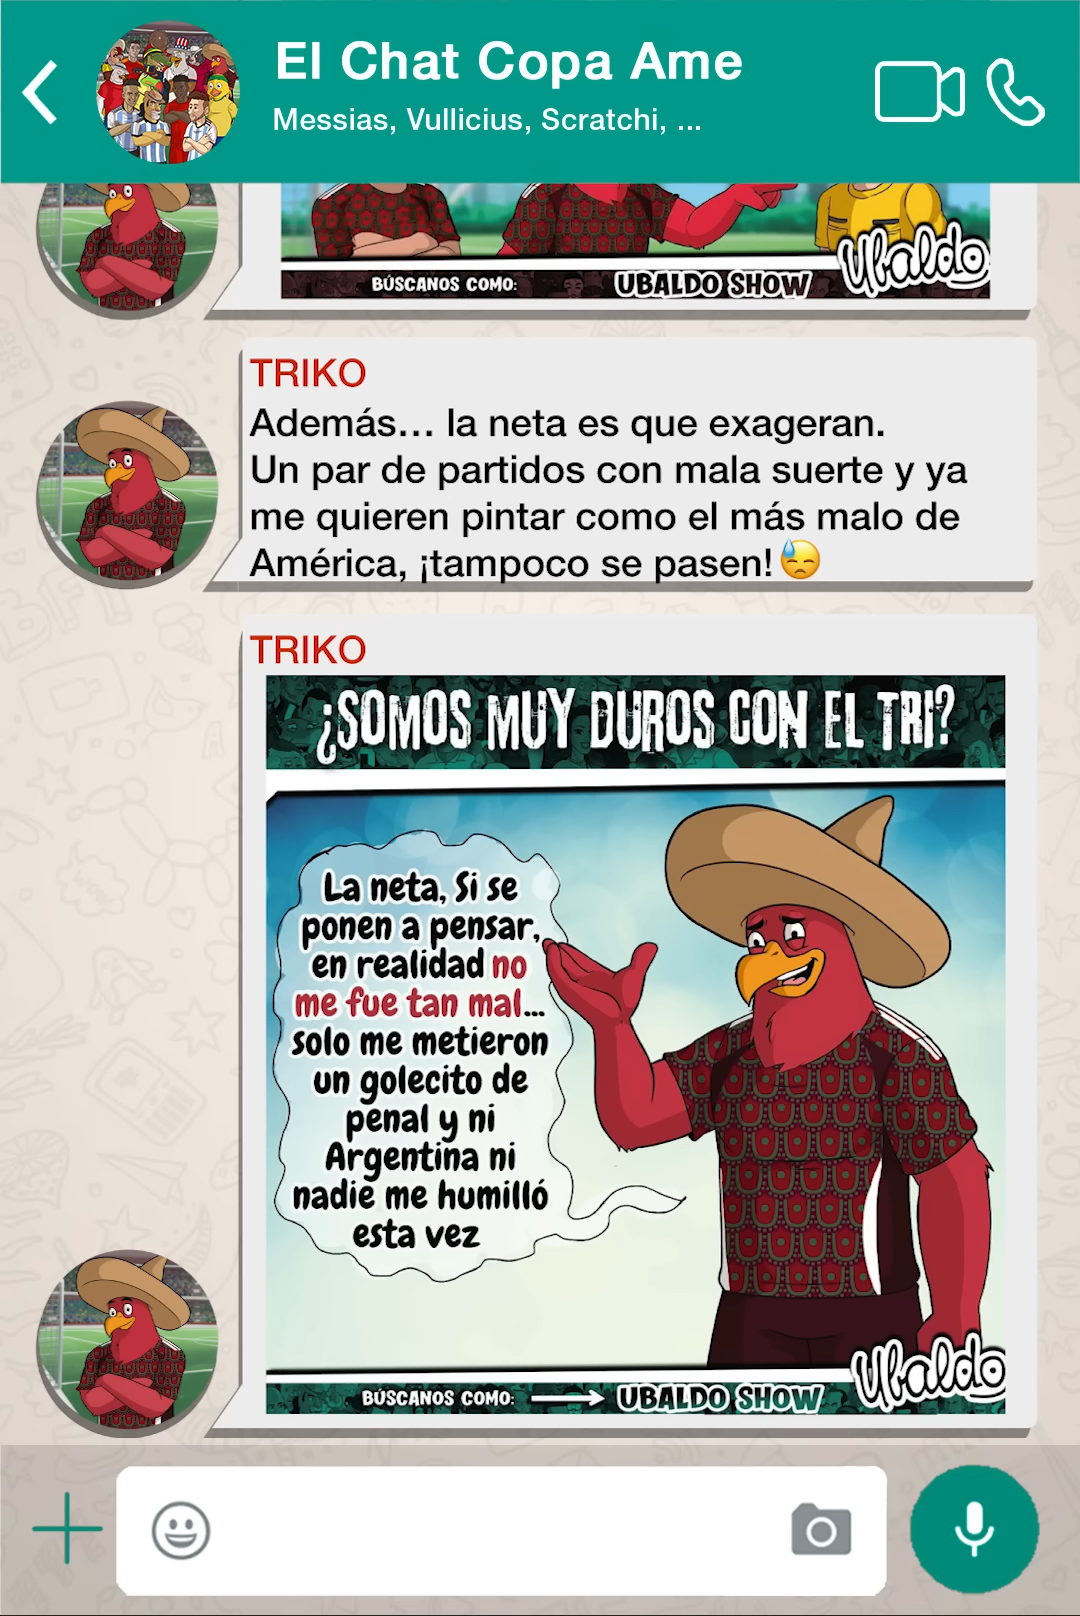 El Chat Copa Ame
Messias, Vullicius, Scratchi, ...
BÚSCANOS COMO:
UBALDO SHOW
Ubaldo
TRIKO
Además... la neta es que exageran.
Un par de partidos con mala suerte y ya
me quieren pintar como el más malo de
América, ¡tampoco se pasen!😓
TRIKO
¿SOMOS MUY DUROS CON EL TRI?
La neta, Si se
ponen a pensar,
en realidad no
me fue tan mal...
solo me metieron
un golecito de
penal y ni
Argentina ni
nadie me humilló
esta vez
BÚSCANOS COMO:
UBALDO SHOW
Ubaldo